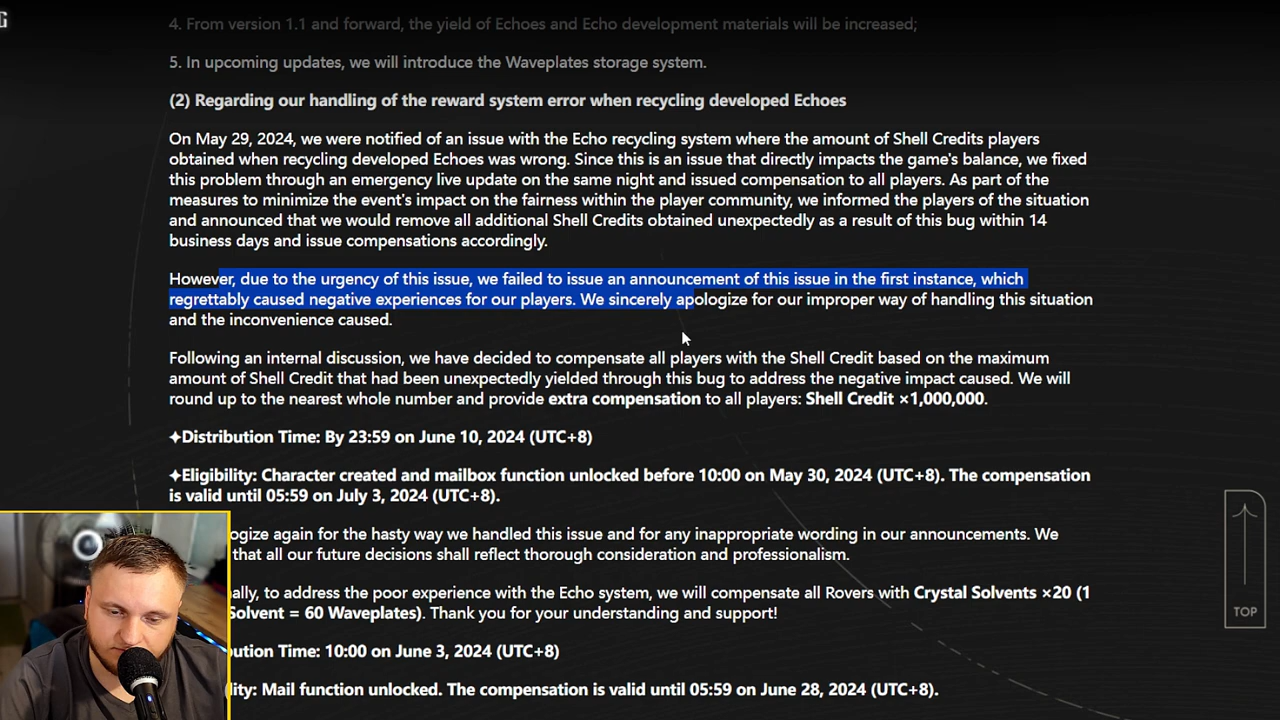 4. From version 1.1 and forward, the yield of Echoes and Echo development materials will be increased;
5. In upcoming updates, we will introduce the Waveplates storage system.
(2) Regarding our handling of the reward system error when recycling developed Echoes
On May 29, 2024, we were notified of an issue with the Echo recycling system where the amount of Shell Credits players
obtained when recycling developed Echoes was wrong. Since this is an issue that directly impacts the game's balance, we fixed
this problem through an emergency live update on the same night and issued compensation to all players. As part of the
measures to minimize the event's impact on the fairness within the player community, we informed the players of the situation
and announced that we would remove all additional Shell Credits obtained unexpectedly as a result of this bug within 14
business days and issue compensations accordingly.
However, due to the urgency of this issue, we failed to issue an announcement of this issue in the first instance, which
regrettably caused negative experiences for our players. We sincerely apologize for our improper way of handling this situation
and the inconvenience caused.
Following an internal discussion, we have decided to compensate all players with the Shell Credit based on the maximum
amount of Shell Credit that had been unexpectedly yielded through this bug to address the negative impact caused. We will
round up to the nearest whole number and provide extra compensation to all players: Shell Credit ×1,000,000.
✦Distribution Time: By 23:59 on June 10, 2024 (UTC+8)
✦Eligibility: Character created and mailbox function unlocked before 10:00 on May 30, 2024 (UTC+8). The compensation
is valid until 05:59 on July 3, 2024 (UTC+8).
ogize again for the hasty way we handled this issue and for any inappropriate wording in our announcements. We
that all our future decisions shall reflect thorough consideration and professionalism.
ally, to address the poor experience with the Echo system, we will compensate all Rovers with Crystal Solvents ×20 (1
Solvent = 60 Waveplates). Thank you for your understanding and support!
ution Time: 10:00 on June 3, 2024 (UTC+8)
ity: Mail function unlocked. The compensation is valid until 05:59 on June 28, 2024 (UTC+8).
TOP